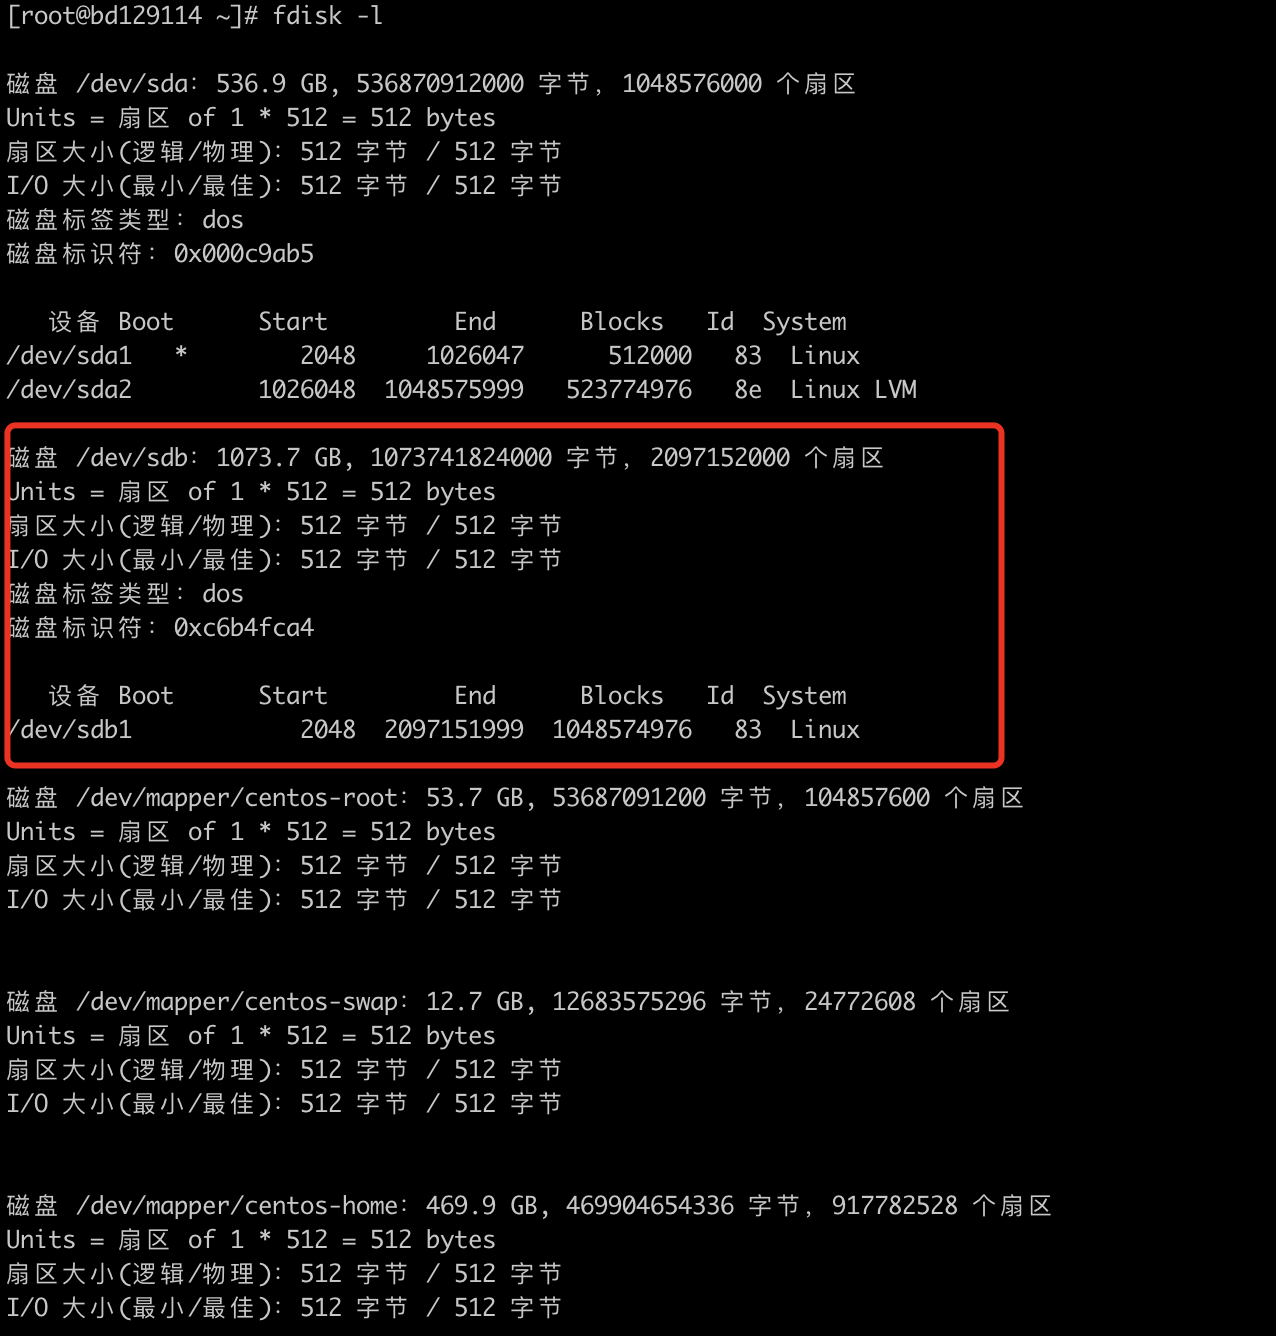 [root@bd129114 ~]# fdisk -l
磁盘 /dev/sda：536.9 GB, 536870912000 字节，1048576000 个扇区
Units = 扇区 of 1 * 512 = 512 bytes
扇区大小(逻辑/物理)：512 字节 / 512 字节
I/O 大小(最小/最佳)：512 字节 / 512 字节
磁盘标签类型：dos
磁盘标识符：0x000c9ab5
设备 Boot      Start         End      Blocks   Id  System
/dev/sda1   *        2048     1026047      512000   83  Linux
/dev/sda2         1026048  1048575999   523774976   8e  Linux LVM
磁盘 /dev/sdb：1073.7 GB, 1073741824000 字节，2097152000 个扇区
Units = 扇区 of 1 * 512 = 512 bytes
扇区大小(逻辑/物理)：512 字节 / 512 字节
I/O 大小(最小/最佳)：512 字节 / 512 字节
磁盘标签类型：dos
磁盘标识符：0xc6b4fca4
设备 Boot      Start         End      Blocks   Id  System
/dev/sdb1            2048  2097151999  1048574976   83  Linux
磁盘 /dev/mapper/centos-root：53.7 GB, 53687091200 字节，104857600 个扇区
Units = 扇区 of 1 * 512 = 512 bytes
扇区大小(逻辑/物理)：512 字节 / 512 字节
I/O 大小(最小/最佳)：512 字节 / 512 字节
磁盘 /dev/mapper/centos-swap：12.7 GB, 12683575296 字节，24772608 个扇区
Units = 扇区 of 1 * 512 = 512 bytes
扇区大小(逻辑/物理)：512 字节 / 512 字节
I/O 大小(最小/最佳)：512 字节 / 512 字节
磁盘 /dev/mapper/centos-home：469.9 GB, 469904654336 字节，917782528 个扇区
Units = 扇区 of 1 * 512 = 512 bytes
扇区大小(逻辑/物理)：512 字节 / 512 字节
I/O 大小(最小/最佳)：512 字节 / 512 字节